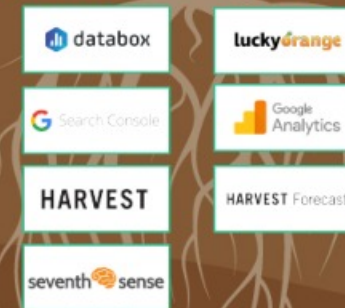 databox
luckyorange
G Search Console
Google
Analytics
HARVEST
HARVEST Forecast
seventh sense